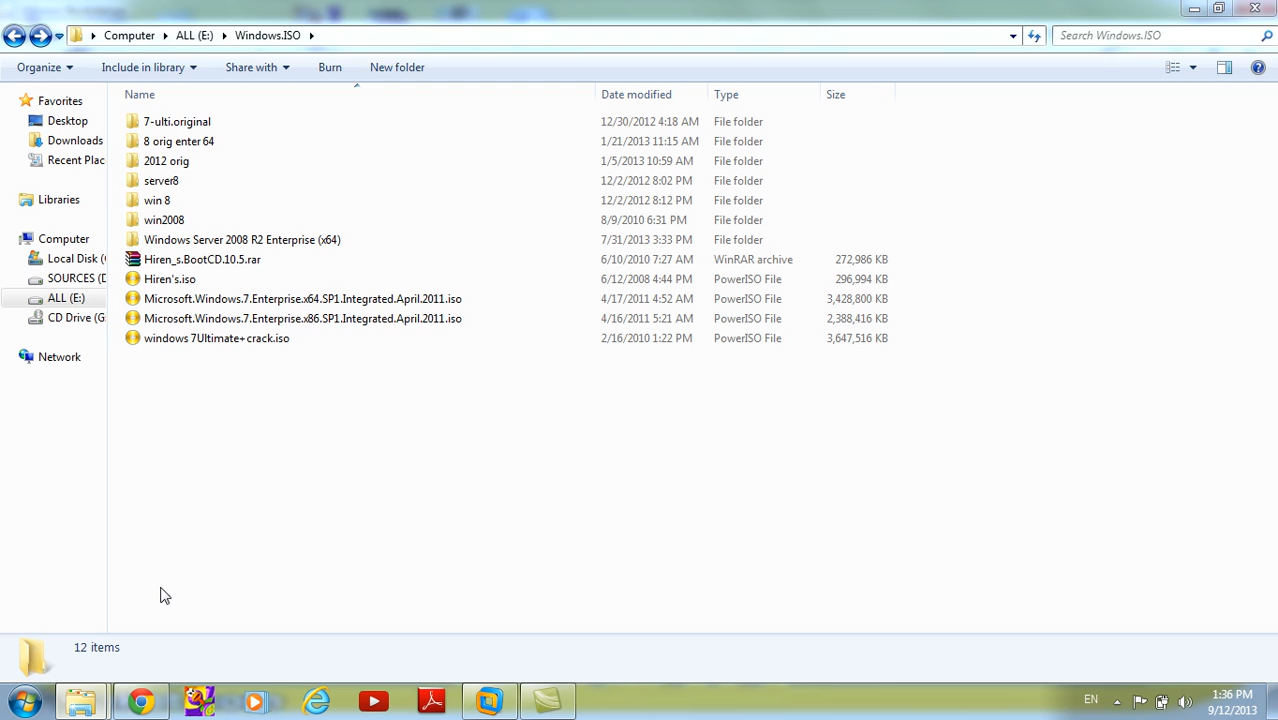 Computer ALL (E:) Windows.ISO Search Windows.ISO
Organize Include in library Share with Burn New folder
Name Date modified Type Size
Favorites
Desktop
Downloads
Recent Plac
Libraries
Computer
Local Disk (
SOURCES (D
ALL (E:)
CD Drive (G
Network
7-ulti.original 12/30/2012 4:18 AM File folder
8 orig enter 64 1/21/2013 11:15 AM File folder
2012 orig 1/5/2013 10:59 AM File folder
server8 12/2/2012 8:02 PM File folder
win 8 12/2/2012 8:12 PM File folder
win2008 8/9/2010 6:31 PM File folder
Windows Server 2008 R2 Enterprise (x64) 7/31/2013 3:33 PM File folder
Hiren_s.BootCD.10.5.rar 6/10/2010 7:27 AM WinRAR archive 272,986 KB
Hiren's.iso 6/12/2008 4:44 PM PowerISO File 296,994 KB
Microsoft.Windows.7.Enterprise.x64.SP1.Integrated.April.2011.iso 4/17/2011 4:52 AM PowerISO File 3,428,800 KB
Microsoft.Windows.7.Enterprise.x86.SP1.Integrated.April.2011.iso 4/16/2011 5:21 AM PowerISO File 2,388,416 KB
windows 7Ultimate+crack.iso 2/16/2010 1:22 PM PowerISO File 3,647,516 KB
12 items
EN 1:36 PM
9/12/2013